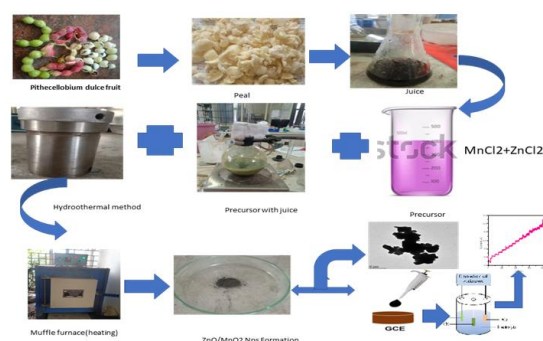 Pithecellobium dulce fruit
Peal
Juice
stock
MnCl2+ZnCl2
Hydroothermal method
Precursor with juice
Precursor
Muffle furnace(heating)
ZnO/MnO2 Nps Formation
GCE